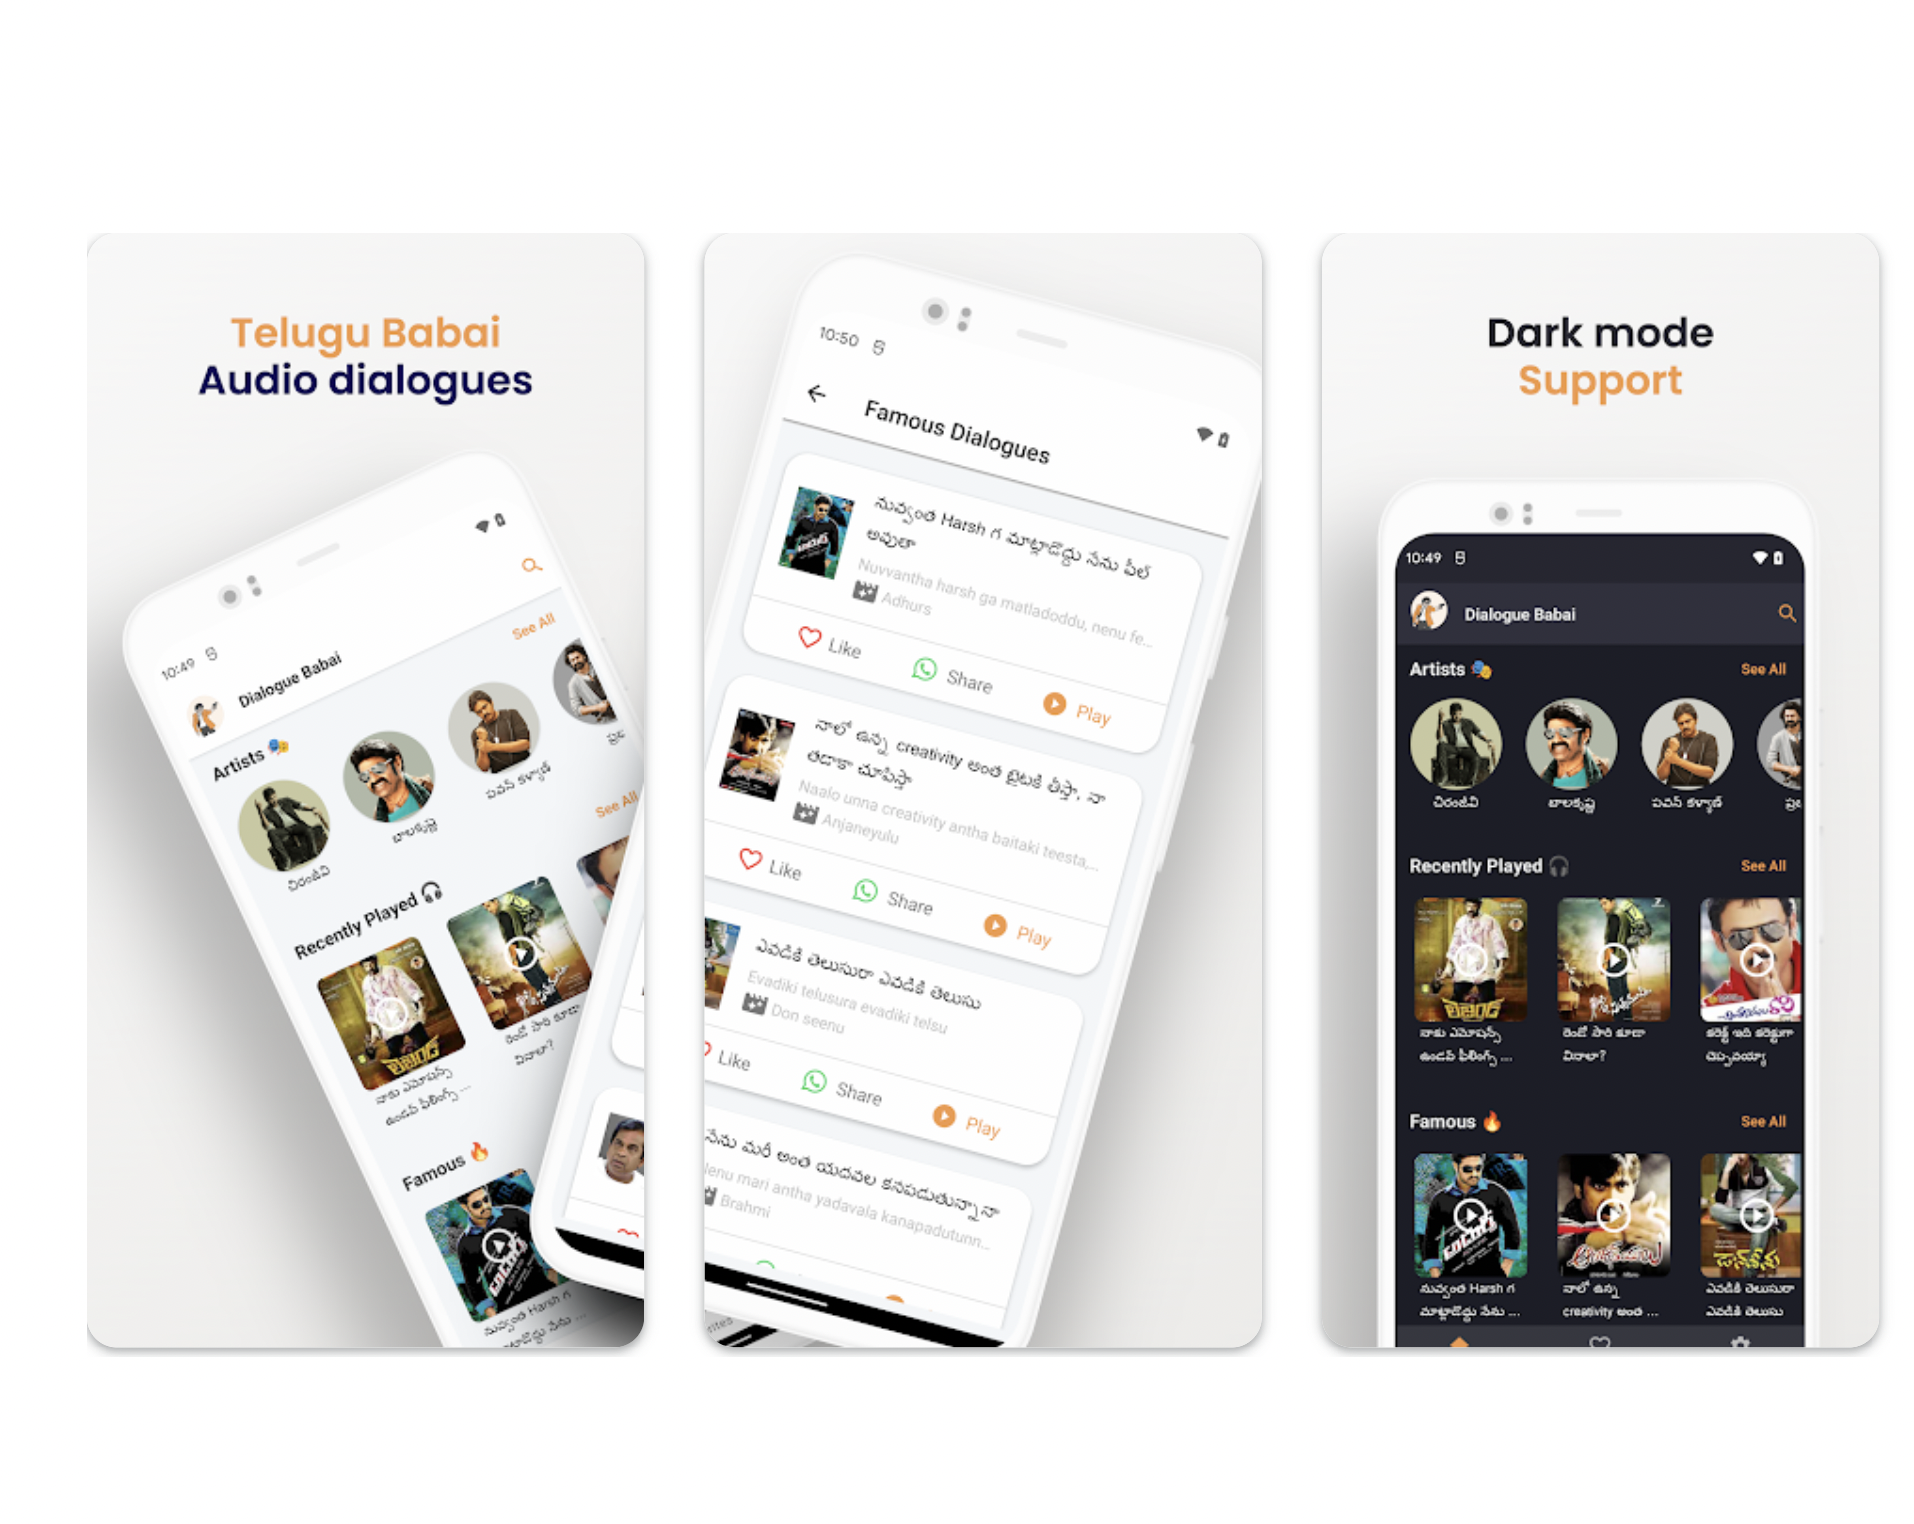 Telugu Babai
Audio dialogues
10:49
Dialogue Babai
Artists
See All
చిరంజీవి
బాలకృష్ణ
పవన్ కళ్యాణ్
Recently Played
See All
లెజెండ్
నాకు ఎమోషన్స్
ఉండవ్ ఫీలింగ్స్ ...
రెండో సారి కూడా
వినాలా?
Famous
నువ్వంత Harsh గ
మాట్లాడొద్దు నేను ...
10:50
Famous Dialogues
నువ్వంత Harsh గ మాట్లాడొద్దు నేను ఫీల్
అవుతా
Nuvvantha harsh ga matladoddu, nenu fe...
Adhurs
Like
Share
Play
నాలో ఉన్న creativity అంత బైటకి తీస్తా, నా
తడాకా చూపిస్తా
Naalo unna creativity antha baitaki teesta,...
Anjaneyulu
Like
Share
Play
ఎవడికి తెలుసురా ఎవడికి తెలుసు
Evadiki telusura evadiki telsu
Don seenu
Like
Share
Play
నేను మరీ అంత యదవల కనపడుతున్నానా
enu mari antha yadavala kanapadutunn...
Brahmi
Dark mode
Support
10:49
Dialogue Babai
Artists
See All
చిరంజీవి
బాలకృష్ణ
పవన్ కళ్యాణ్
Recently Played
See All
లెజెండ్
నాకు ఎమోషన్స్
ఉండవ్ ఫీలింగ్స్ ...
రెండో సారి కూడా
వినాలా?
కరెక్ట్ ఇది కరెక్టుగా
చెప్పవయ్యా
Famous
See All
ఆంజనేయులు
డాన్ శీను
నువ్వంత Harsh గ
మాట్లాడొద్దు నేను ...
నాలో ఉన్న
creativity అంత ...
ఎవడికి తెలుసురా
ఎవడికి తెలుసు